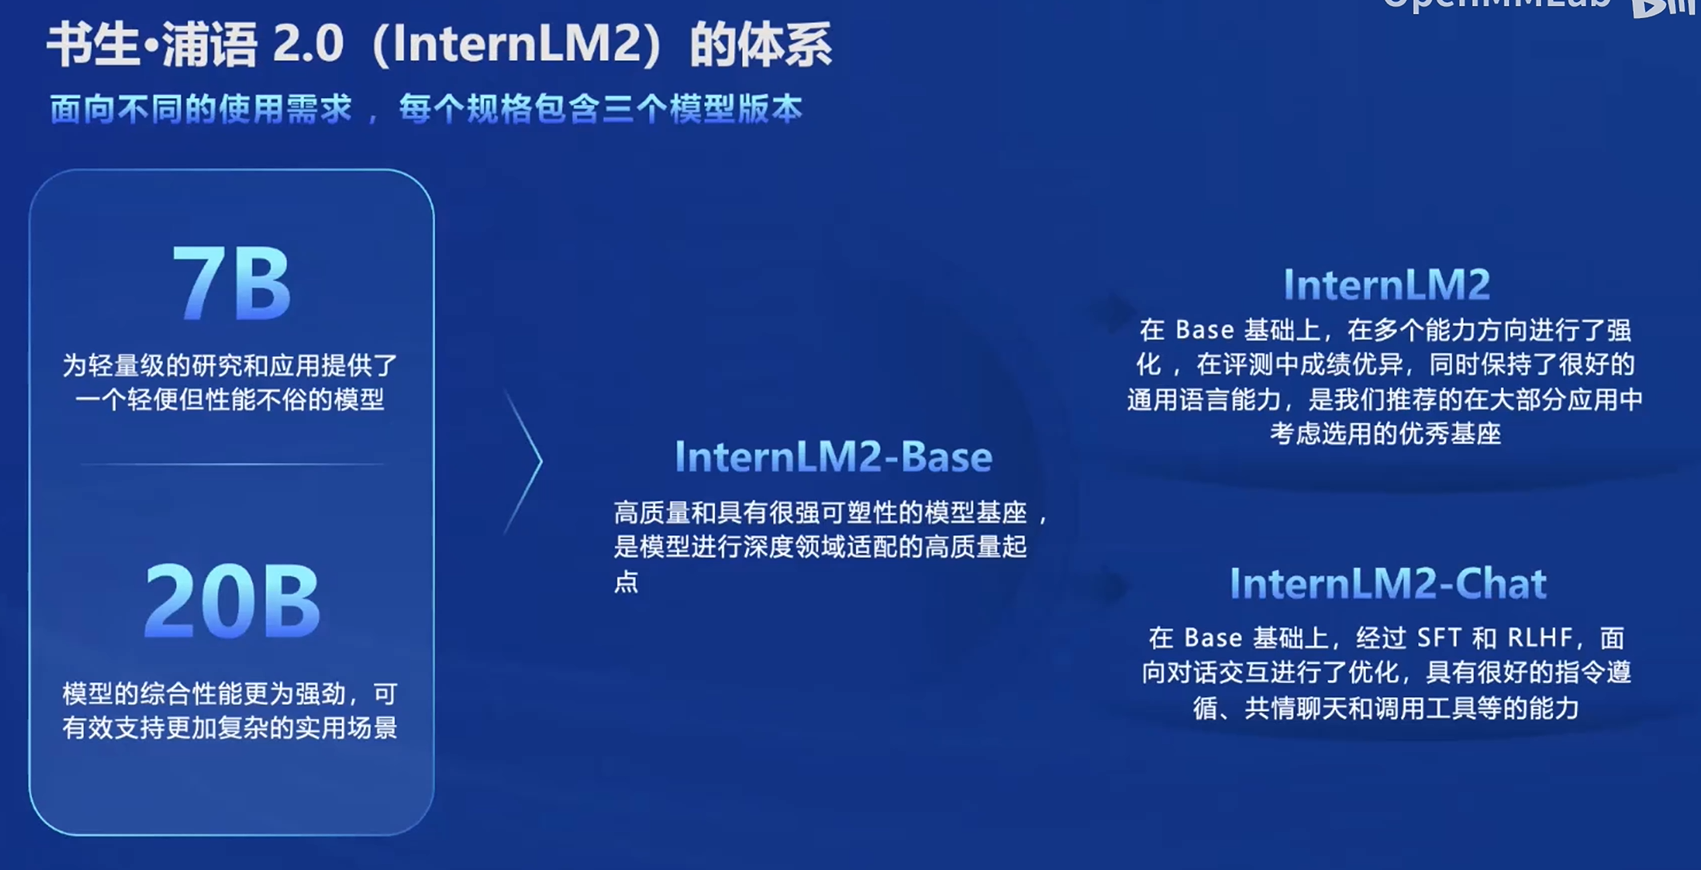 OpenMMLab
书生·浦语 2.0（InternLM2）的体系
面向不同的使用需求 ，每个规格包含三个模型版本
7B
为轻量级的研究和应用提供了
一个轻便但性能不俗的模型
20B
模型的综合性能更为强劲，可
有效支持更加复杂的实用场景
InternLM2-Base
高质量和具有很强可塑性的模型基座 ，
是模型进行深度领域适配的高质量起
点
InternLM2
在 Base 基础上，在多个能力方向进行了强
化 ，在评测中成绩优异，同时保持了很好的
通用语言能力，是我们推荐的在大部分应用中
考虑选用的优秀基座
InternLM2-Chat
在 Base 基础上，经过 SFT 和 RLHF，面
向对话交互进行了优化，具有很好的指令遵
循、共情聊天和调用工具等的能力